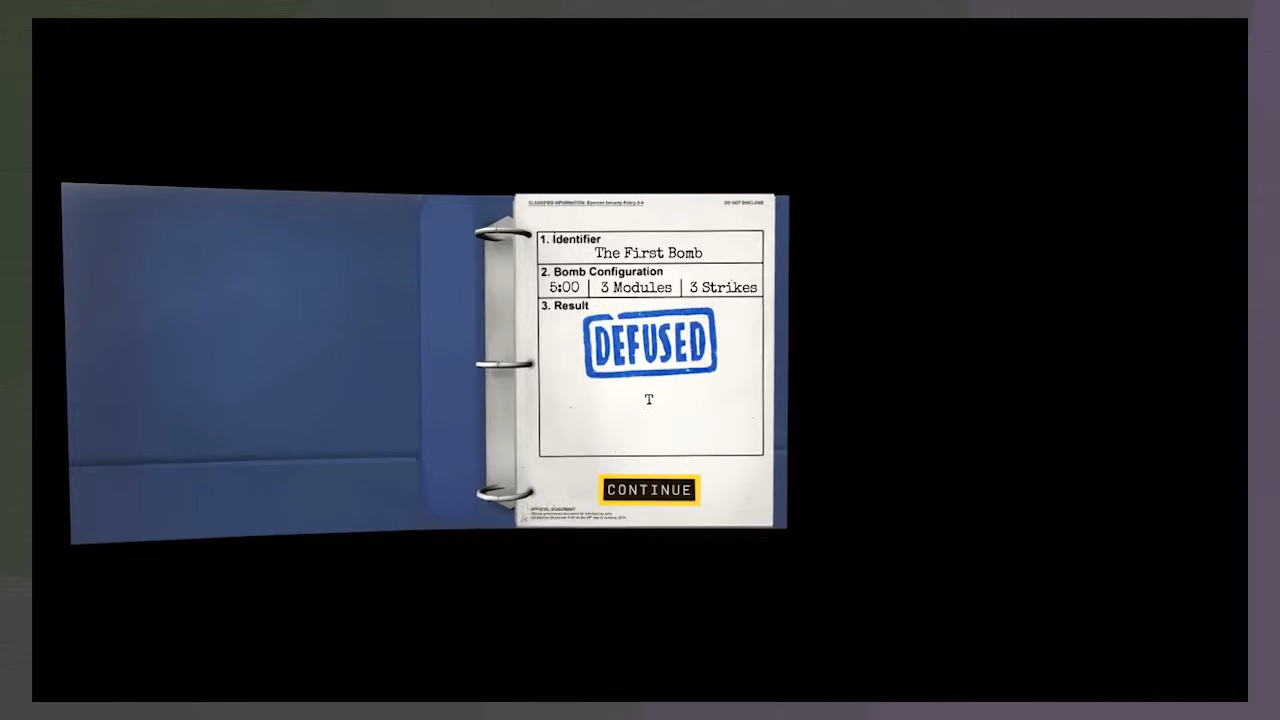 CLASSIFIED INFORMATION: DO NOT DISCLOSE
1. Identifier
The First Bomb
2. Bomb Configuration
5:00 | 3 Modules | 3 Strikes
3. Result
DEFUSED
T
CONTINUE
OFFICIAL DOCUMENT